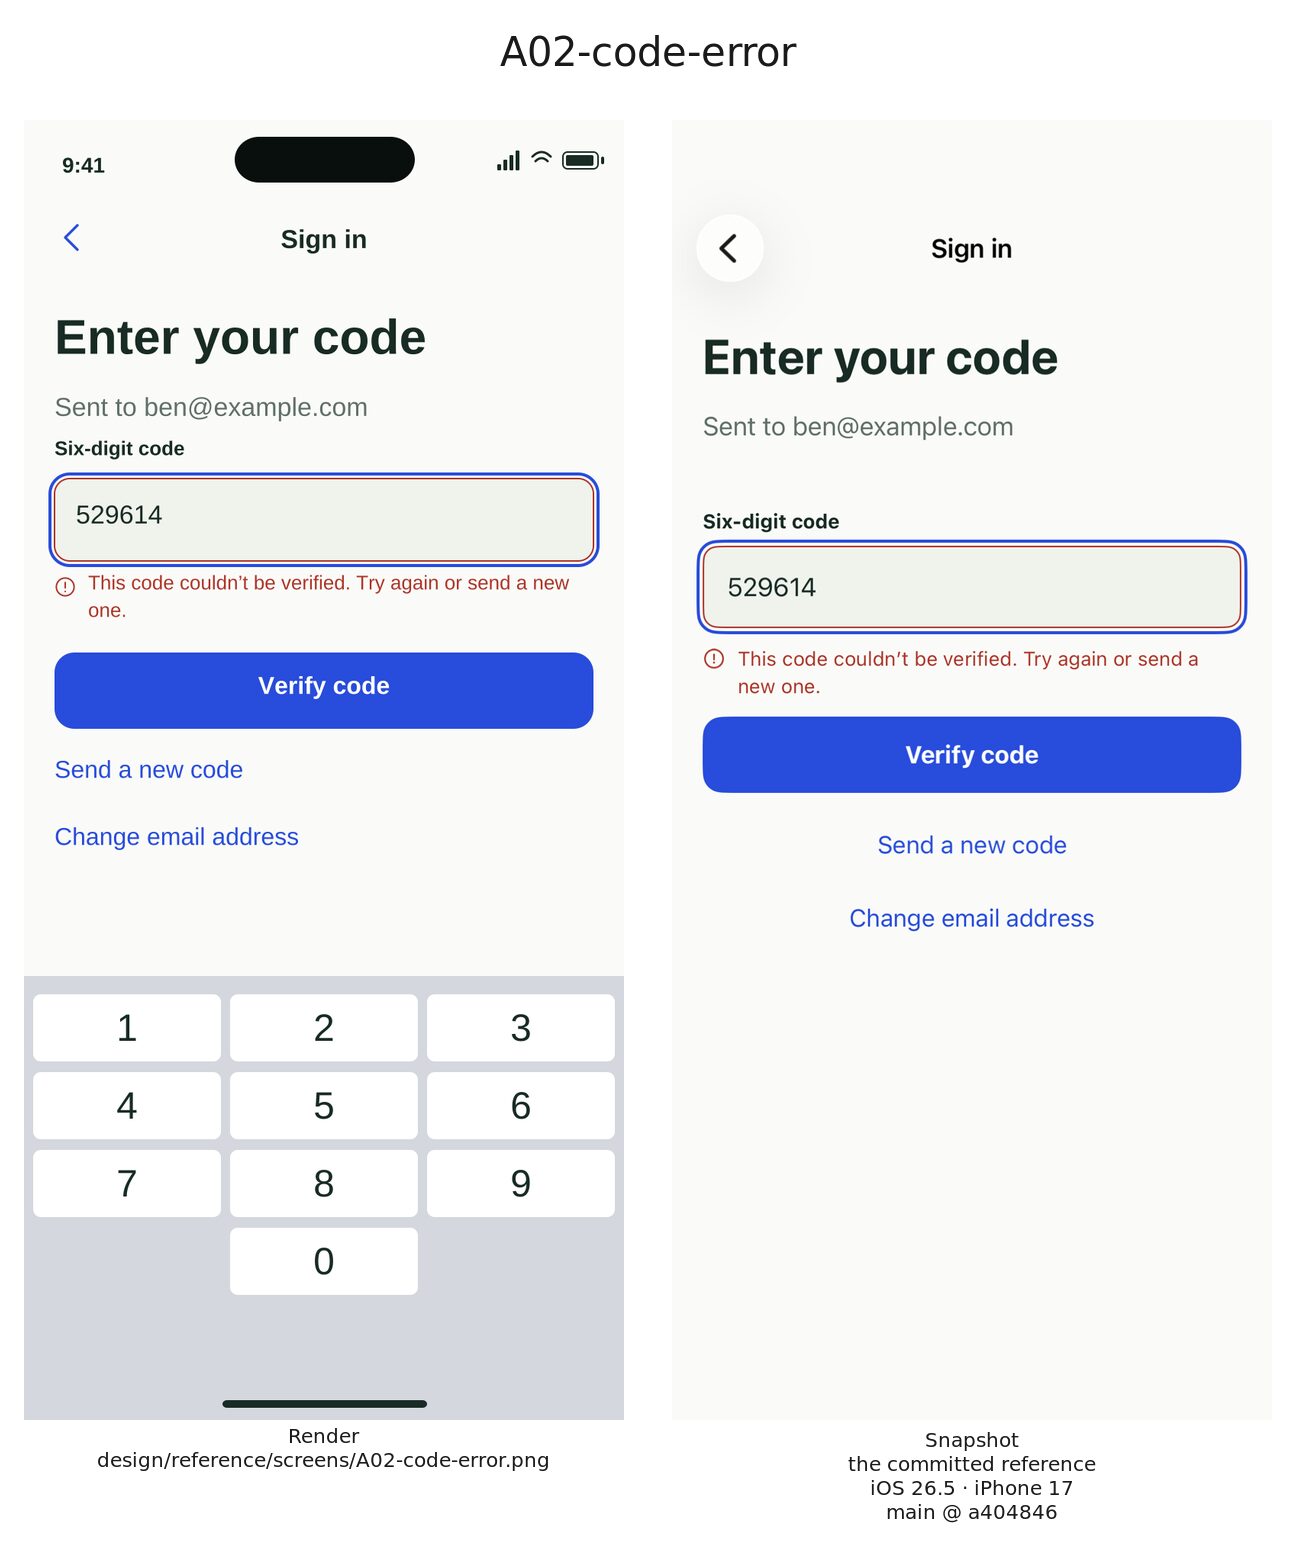 A02-code-error
9:41
Sign in
Enter your code
Sent to ben@example.com
Six-digit code
529614
This code couldn’t be verified. Try again or send a new
one.
Verify code
Send a new code
Change email address
1
2
3
4
5
6
7
8
9
0
Render
design/reference/screens/A02-code-error.png
Sign in
Enter your code
Sent to ben@example.com
Six-digit code
529614
This code couldn’t be verified. Try again or send a
new one.
Verify code
Send a new code
Change email address
Snapshot
the committed reference
iOS 26.5 · iPhone 17
main @ a404846